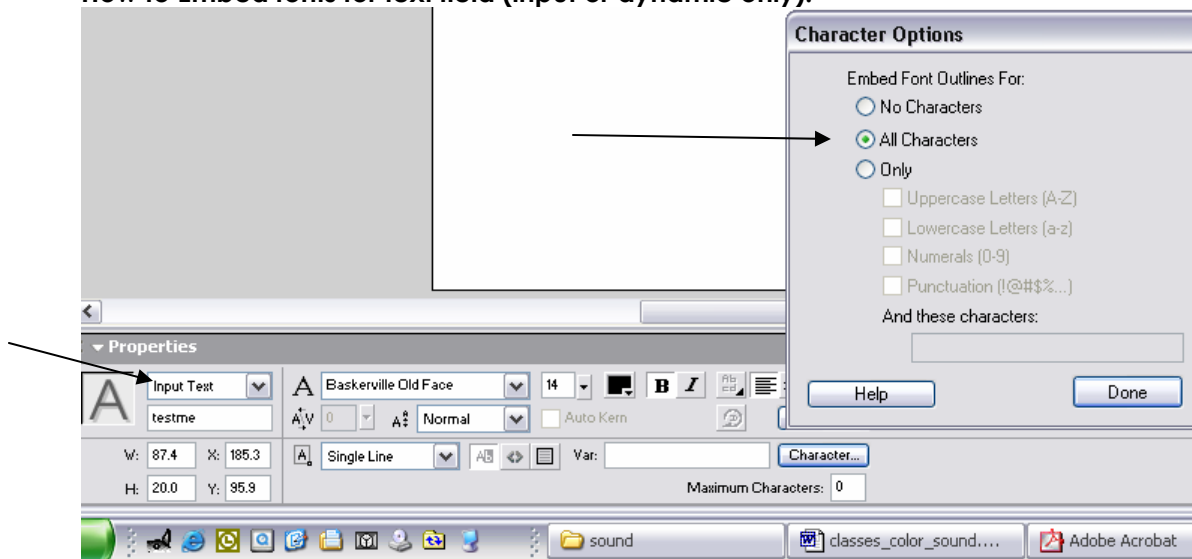 How to Embed fonts for text field (input or dynamic only).
Character Options
Embed Font Outlines For:
No Characters
All Characters
Only
Uppercase Letters (A-Z)
Lowercase Letters (a-z)
Numerals (0-9)
Punctuation (!@#$%...)
And these characters:
Help
Done
Properties
A
Input Text
A
Baskerville Old Face
14
B
I
testme
A V
0
A
Normal
Auto Kern
W:
87.4
X:
185.3
Single Line
Var:
Character...
H:
20.0
Y:
95.9
Maximum Characters:
0
sound
classes_color_sound....
Adobe Acrobat